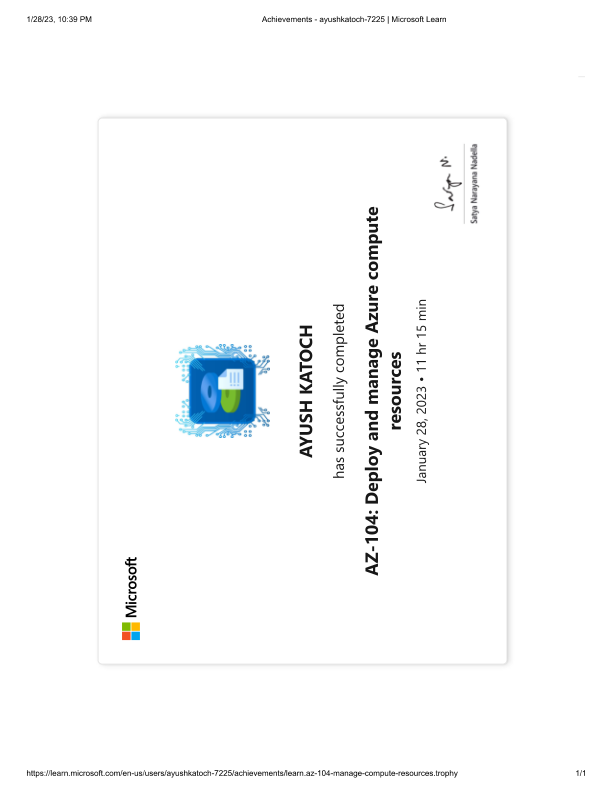 1/28/23, 10:39 PM
Achievements - ayushkatoch-7225 | Microsoft Learn
Microsoft
AYUSH KATOCH
has successfully completed
AZ-104: Deploy and manage Azure compute
resources
January 28, 2023 • 11 hr 15 min
Satya N.
Satya Narayana Nadella
https://learn.microsoft.com/en-us/users/ayushkatoch-7225/achievements/learn.az-104-manage-compute-resources.trophy
1/1